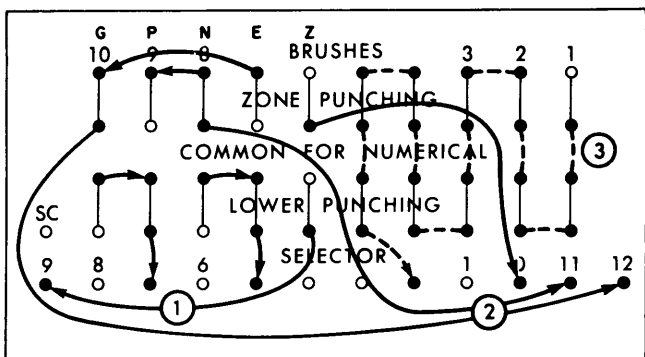 G P N E Z
10 9 8 BRUSHES 3 2 1
ZONE PUNCHING
COMMON FOR NUMERICAL 3
SC LOWER PUNCHING
SELECTOR
9 8 6 1 0 11 12
1 2